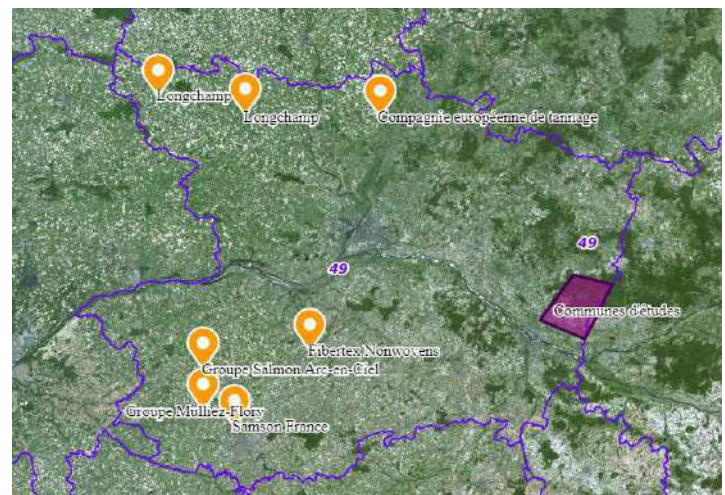 Longchamp
Longchamp
Compagnie européenne de tannage
49
49
Communes d'études
Fibertex Nonwovens
Groupe Salmon Arc-en-Ciel
Groupe Mulliez-Flory
Samson France